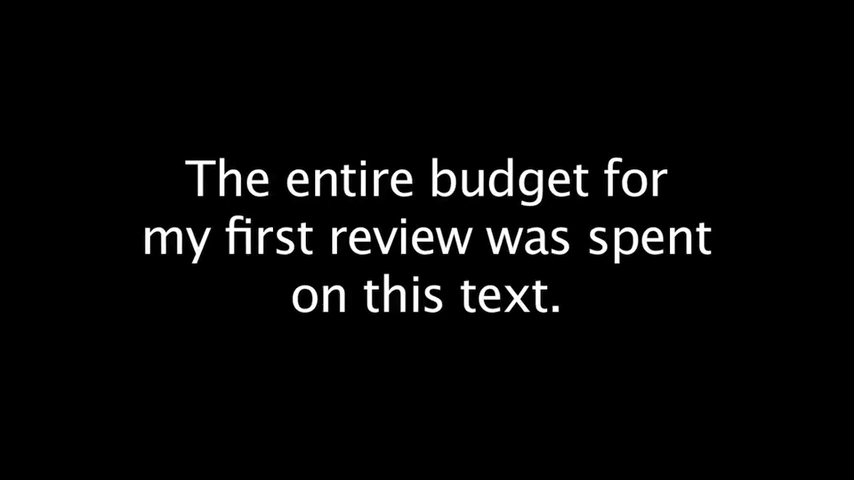 The entire budget for
my first review was spent
on this text.